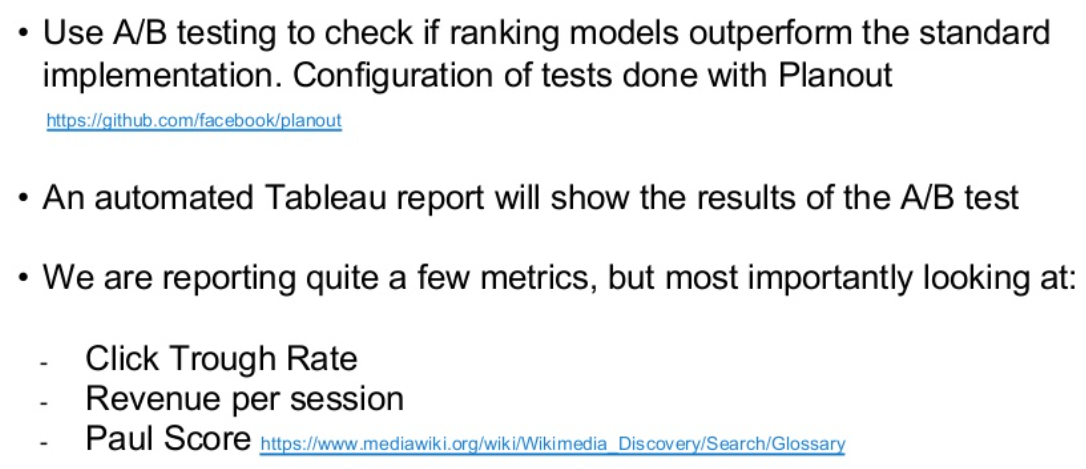 • Use A/B testing to check if ranking models outperform the standard
implementation. Configuration of tests done with Planout
https://github.com/facebook/planout
• An automated Tableau report will show the results of the A/B test
• We are reporting quite a few metrics, but most importantly looking at:
- Click Trough Rate
- Revenue per session
- Paul Score https://www.mediawiki.org/wiki/Wikimedia_Discovery/Search/Glossary